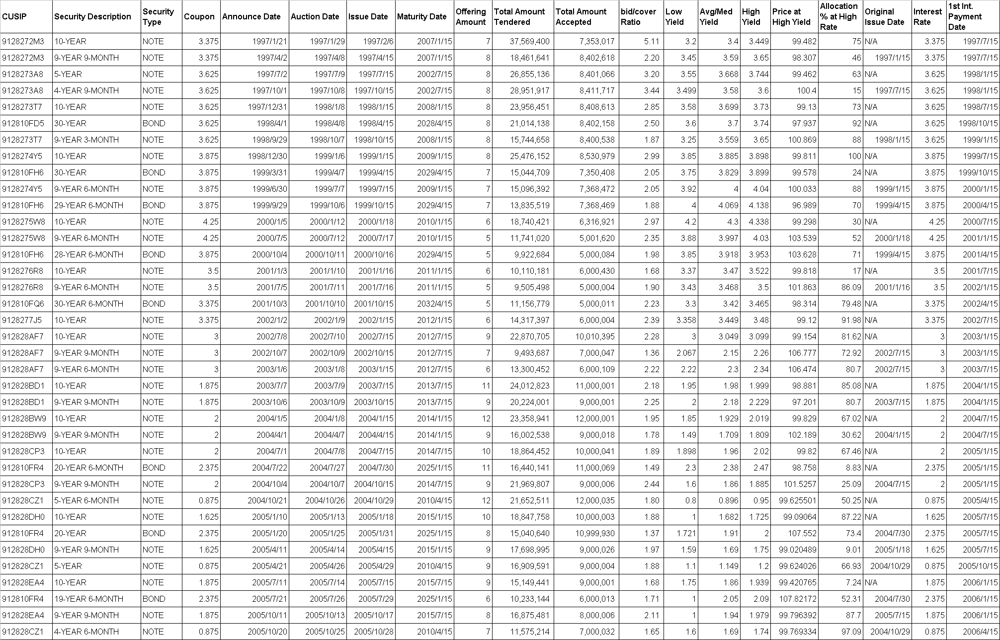 CUSIP Security Description Security Type Coupon Announce Date Auction Date Issue Date Maturity Date Offering Amount Total Amount Tendered Total Amount Accepted bid/cover Ratio Low Yield Avg/Med Yield High Yield Price at High Yield Allocation % at High Rate Original Issue Date Interest Rate 1st Int. Payment Date
9128272M3 10-YEAR NOTE 3.375 1997/1/21 1997/1/29 1997/2/6 2007/1/15 7 37,569,400 7,353,017 5.11 3.2 3.4 3.449 99.482 75 N/A 3.375 1997/7/15
9128272M3 9-YEAR 9-MONTH NOTE 3.375 1997/4/2 1997/4/8 1997/4/15 2007/1/15 8 18,461,641 8,402,618 2.20 3.45 3.59 3.65 98.307 46 1997/1/15 3.375 1997/7/15
9128273A8 5-YEAR NOTE 3.625 1997/7/2 1997/7/9 1997/7/15 2002/7/15 8 26,855,136 8,401,066 3.20 3.55 3.668 3.744 99.462 63 N/A 3.625 1998/1/15
9128273A8 4-YEAR 9-MONTH NOTE 3.625 1997/10/1 1997/10/8 1997/10/15 2002/7/15 8 28,951,917 8,411,717 3.44 3.499 3.58 3.6 100.4 15 1997/7/15 3.625 1998/1/15
9128273T7 10-YEAR NOTE 3.625 1997/12/31 1998/1/8 1998/1/15 2008/1/15 8 23,956,451 8,408,613 2.85 3.58 3.699 3.73 99.13 73 N/A 3.625 1998/7/15
912810FD5 30-YEAR BOND 3.625 1998/4/1 1998/4/8 1998/4/15 2028/4/15 8 21,014,138 8,402,158 2.50 3.6 3.7 3.74 97.937 92 N/A 3.625 1998/10/15
9128273T7 9-YEAR 3-MONTH NOTE 3.625 1998/9/29 1998/10/7 1998/10/15 2008/1/15 8 15,744,658 8,400,538 1.87 3.25 3.559 3.65 100.869 88 1998/1/15 3.625 1999/1/15
9128274Y5 10-YEAR NOTE 3.875 1998/12/30 1999/1/6 1999/1/15 2009/1/15 8 25,476,152 8,530,979 2.99 3.85 3.885 3.898 99.811 100 N/A 3.875 1999/7/15
912810FH6 30-YEAR BOND 3.875 1999/3/31 1999/4/7 1999/4/15 2029/4/15 7 15,044,709 7,350,408 2.05 3.75 3.829 3.899 99.578 24 N/A 3.875 1999/10/15
9128274Y5 9-YEAR 6-MONTH NOTE 3.875 1999/6/30 1999/7/7 1999/7/15 2009/1/15 7 15,096,392 7,368,472 2.05 3.92 4 4.04 100.033 88 1999/1/15 3.875 2000/1/15
912810FH6 29-YEAR 6-MONTH BOND 3.875 1999/9/29 1999/10/6 1999/10/15 2029/4/15 7 13,835,519 7,368,469 1.88 4 4.069 4.138 96.989 70 1999/4/15 3.875 2000/4/15
9128275W8 10-YEAR NOTE 4.25 2000/1/5 2000/1/12 2000/1/18 2010/1/15 6 18,740,421 6,316,921 2.97 4.2 4.3 4.338 99.298 30 N/A 4.25 2000/7/15
9128275W8 9-YEAR 6-MONTH NOTE 4.25 2000/7/5 2000/7/12 2000/7/17 2010/1/15 5 11,741,020 5,001,620 2.35 3.88 3.997 4.03 103.539 52 2000/1/18 4.25 2001/1/15
912810FH6 28-YEAR 6-MONTH BOND 3.875 2000/10/4 2000/10/11 2000/10/16 2029/4/15 5 9,922,684 5,000,084 1.98 3.85 3.918 3.953 103.628 71 1999/4/15 3.875 2001/4/15
9128276R8 10-YEAR NOTE 3.5 2001/1/3 2001/1/10 2001/1/16 2011/1/15 6 10,110,181 6,000,430 1.68 3.37 3.47 3.522 99.818 17 N/A 3.5 2001/7/15
9128276R8 9-YEAR 6-MONTH NOTE 3.5 2001/7/5 2001/7/11 2001/7/16 2011/1/15 5 9,505,498 5,000,004 1.90 3.43 3.468 3.5 101.863 86.09 2001/1/16 3.5 2002/1/15
912810FQ6 30-YEAR 6-MONTH BOND 3.375 2001/10/3 2001/10/10 2001/10/15 2032/4/15 5 11,156,779 5,000,011 2.23 3.3 3.42 3.465 98.314 79.48 N/A 3.375 2002/4/15
9128277J5 10-YEAR NOTE 3.375 2002/1/2 2002/1/9 2002/1/15 2012/1/15 6 14,317,397 6,000,004 2.39 3.358 3.449 3.48 99.12 91.98 N/A 3.375 2002/7/15
912828AF7 10-YEAR NOTE 3 2002/7/8 2002/7/10 2002/7/15 2012/7/15 9 22,870,705 10,010,395 2.28 3 3.049 3.099 99.154 81.62 N/A 3 2003/1/15
912828AF7 9-YEAR 9-MONTH NOTE 3 2002/10/7 2002/10/9 2002/10/15 2012/7/15 7 9,493,687 7,000,047 1.36 2.067 2.15 2.26 106.777 72.92 2002/7/15 3 2003/1/15
912828AF7 9-YEAR 6-MONTH NOTE 3 2003/1/6 2003/1/8 2003/1/15 2012/7/15 6 13,300,452 6,000,109 2.22 2.22 2.3 2.34 106.474 80.7 2002/7/15 3 2003/7/15
912828BD1 10-YEAR NOTE 1.875 2003/7/7 2003/7/9 2003/7/15 2013/7/15 11 24,012,823 11,000,001 2.18 1.95 1.98 1.999 98.881 85.08 N/A 1.875 2004/1/15
912828BD1 9-YEAR 9-MONTH NOTE 1.875 2003/10/6 2003/10/9 2003/10/15 2013/7/15 9 20,224,001 9,000,001 2.25 2 2.18 2.229 97.201 80.7 2003/7/15 1.875 2004/1/15
912828BW9 10-YEAR NOTE 2 2004/1/5 2004/1/8 2004/1/15 2014/1/15 12 23,358,941 12,000,001 1.95 1.85 1.929 2.019 99.829 67.02 N/A 2 2004/7/15
912828BW9 9-YEAR 9-MONTH NOTE 2 2004/4/1 2004/4/7 2004/4/15 2014/1/15 9 16,002,538 9,000,018 1.78 1.49 1.709 1.809 102.189 30.62 2004/1/15 2 2004/7/15
912828CP3 10-YEAR NOTE 2 2004/7/1 2004/7/8 2004/7/15 2014/7/15 10 18,864,452 10,000,041 1.89 1.898 1.96 2.02 99.82 67.46 N/A 2 2005/1/15
912810FR4 20-YEAR 6-MONTH BOND 2.375 2004/7/22 2004/7/27 2004/7/30 2025/1/15 11 16,440,141 11,000,069 1.49 2.3 2.38 2.47 98.758 8.83 N/A 2.375 2005/1/15
912828CP3 9-YEAR 9-MONTH NOTE 2 2004/10/4 2004/10/7 2004/10/15 2014/7/15 9 21,969,807 9,000,006 2.44 1.6 1.86 1.885 101.5257 25.09 2004/7/15 2 2005/1/15
912828CZ1 5-YEAR 6-MONTH NOTE 0.875 2004/10/21 2004/10/26 2004/10/29 2010/4/15 12 21,652,511 12,000,035 1.80 0.8 0.896 0.95 99.625501 50.25 N/A 0.875 2005/4/15
912828DH0 10-YEAR NOTE 1.625 2005/1/10 2005/1/13 2005/1/18 2015/1/15 10 18,847,758 10,000,003 1.88 1 1.682 1.725 99.09064 87.22 N/A 1.625 2005/7/15
912810FR4 20-YEAR BOND 2.375 2005/1/20 2005/1/25 2005/1/31 2025/1/15 8 15,040,640 10,999,930 1.37 1.721 1.91 2 107.552 73.4 2004/7/30 2.375 2005/7/15
912828DH0 9-YEAR 9-MONTH NOTE 1.625 2005/4/11 2005/4/14 2005/4/15 2015/1/15 9 17,698,995 9,000,026 1.97 1.59 1.69 1.75 99.020489 9.01 2005/1/18 1.625 2005/7/15
912828CZ1 5-YEAR NOTE 0.875 2005/4/21 2005/4/26 2005/4/29 2010/4/15 9 16,909,591 9,000,004 1.88 1.1 1.149 1.2 99.624026 66.93 2004/10/29 0.875 2005/10/15
912828EA4 10-YEAR NOTE 1.875 2005/7/11 2005/7/14 2005/7/15 2015/7/15 9 15,149,441 9,000,001 1.68 1.75 1.86 1.939 99.420765 7.24 N/A 1.875 2006/1/15
912810FR4 19-YEAR 6-MONTH BOND 2.375 2005/7/21 2005/7/26 2005/7/29 2025/1/15 6 10,233,144 6,000,013 1.71 1 2.05 2.09 107.82172 52.31 2004/7/30 2.375 2006/1/15
912828EA4 9-YEAR 9-MONTH NOTE 1.875 2005/10/11 2005/10/13 2005/10/17 2015/7/15 8 16,875,481 8,000,006 2.11 1 1.94 1.979 99.796392 87.7 2005/7/15 1.875 2006/1/15
912828CZ1 4-YEAR 6-MONTH NOTE 0.875 2005/10/20 2005/10/25 2005/10/28 2010/4/15 7 11,575,214 7,000,032 1.65 1.6 1.69 1.74 99.769334 97.09 2004/10/29 0.875 2006/4/15